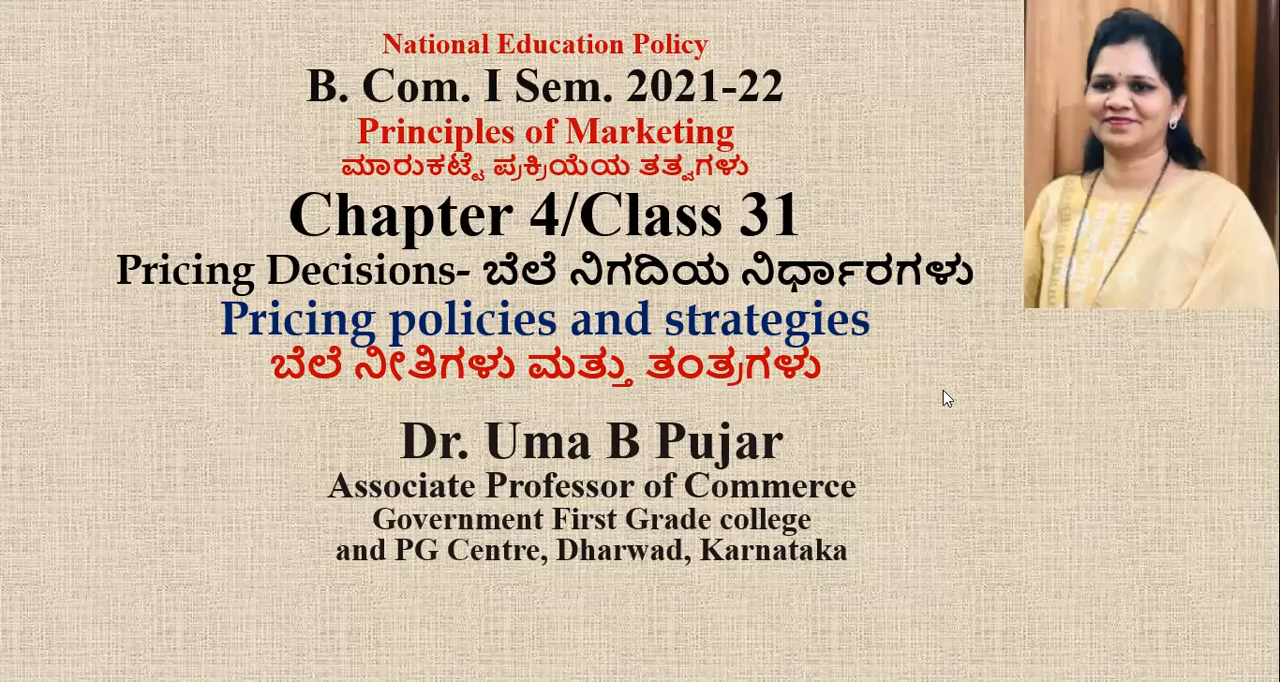 National Education Policy
B. Com. I Sem. 2021-22
Principles of Marketing
ಮಾರುಕಟ್ಟೆ ಪ್ರಕ್ರಿಯೆಯ ತತ್ವಗಳು
Chapter 4/Class 31
Pricing Decisions- ಬೆಲೆ ನಿಗದಿಯ ನಿರ್ಧಾರಗಳು
Pricing policies and strategies
ಬೆಲೆ ನೀತಿಗಳು ಮತ್ತು ತಂತ್ರಗಳು
Dr. Uma B Pujar
Associate Professor of Commerce
Government First Grade college
and PG Centre, Dharwad, Karnataka